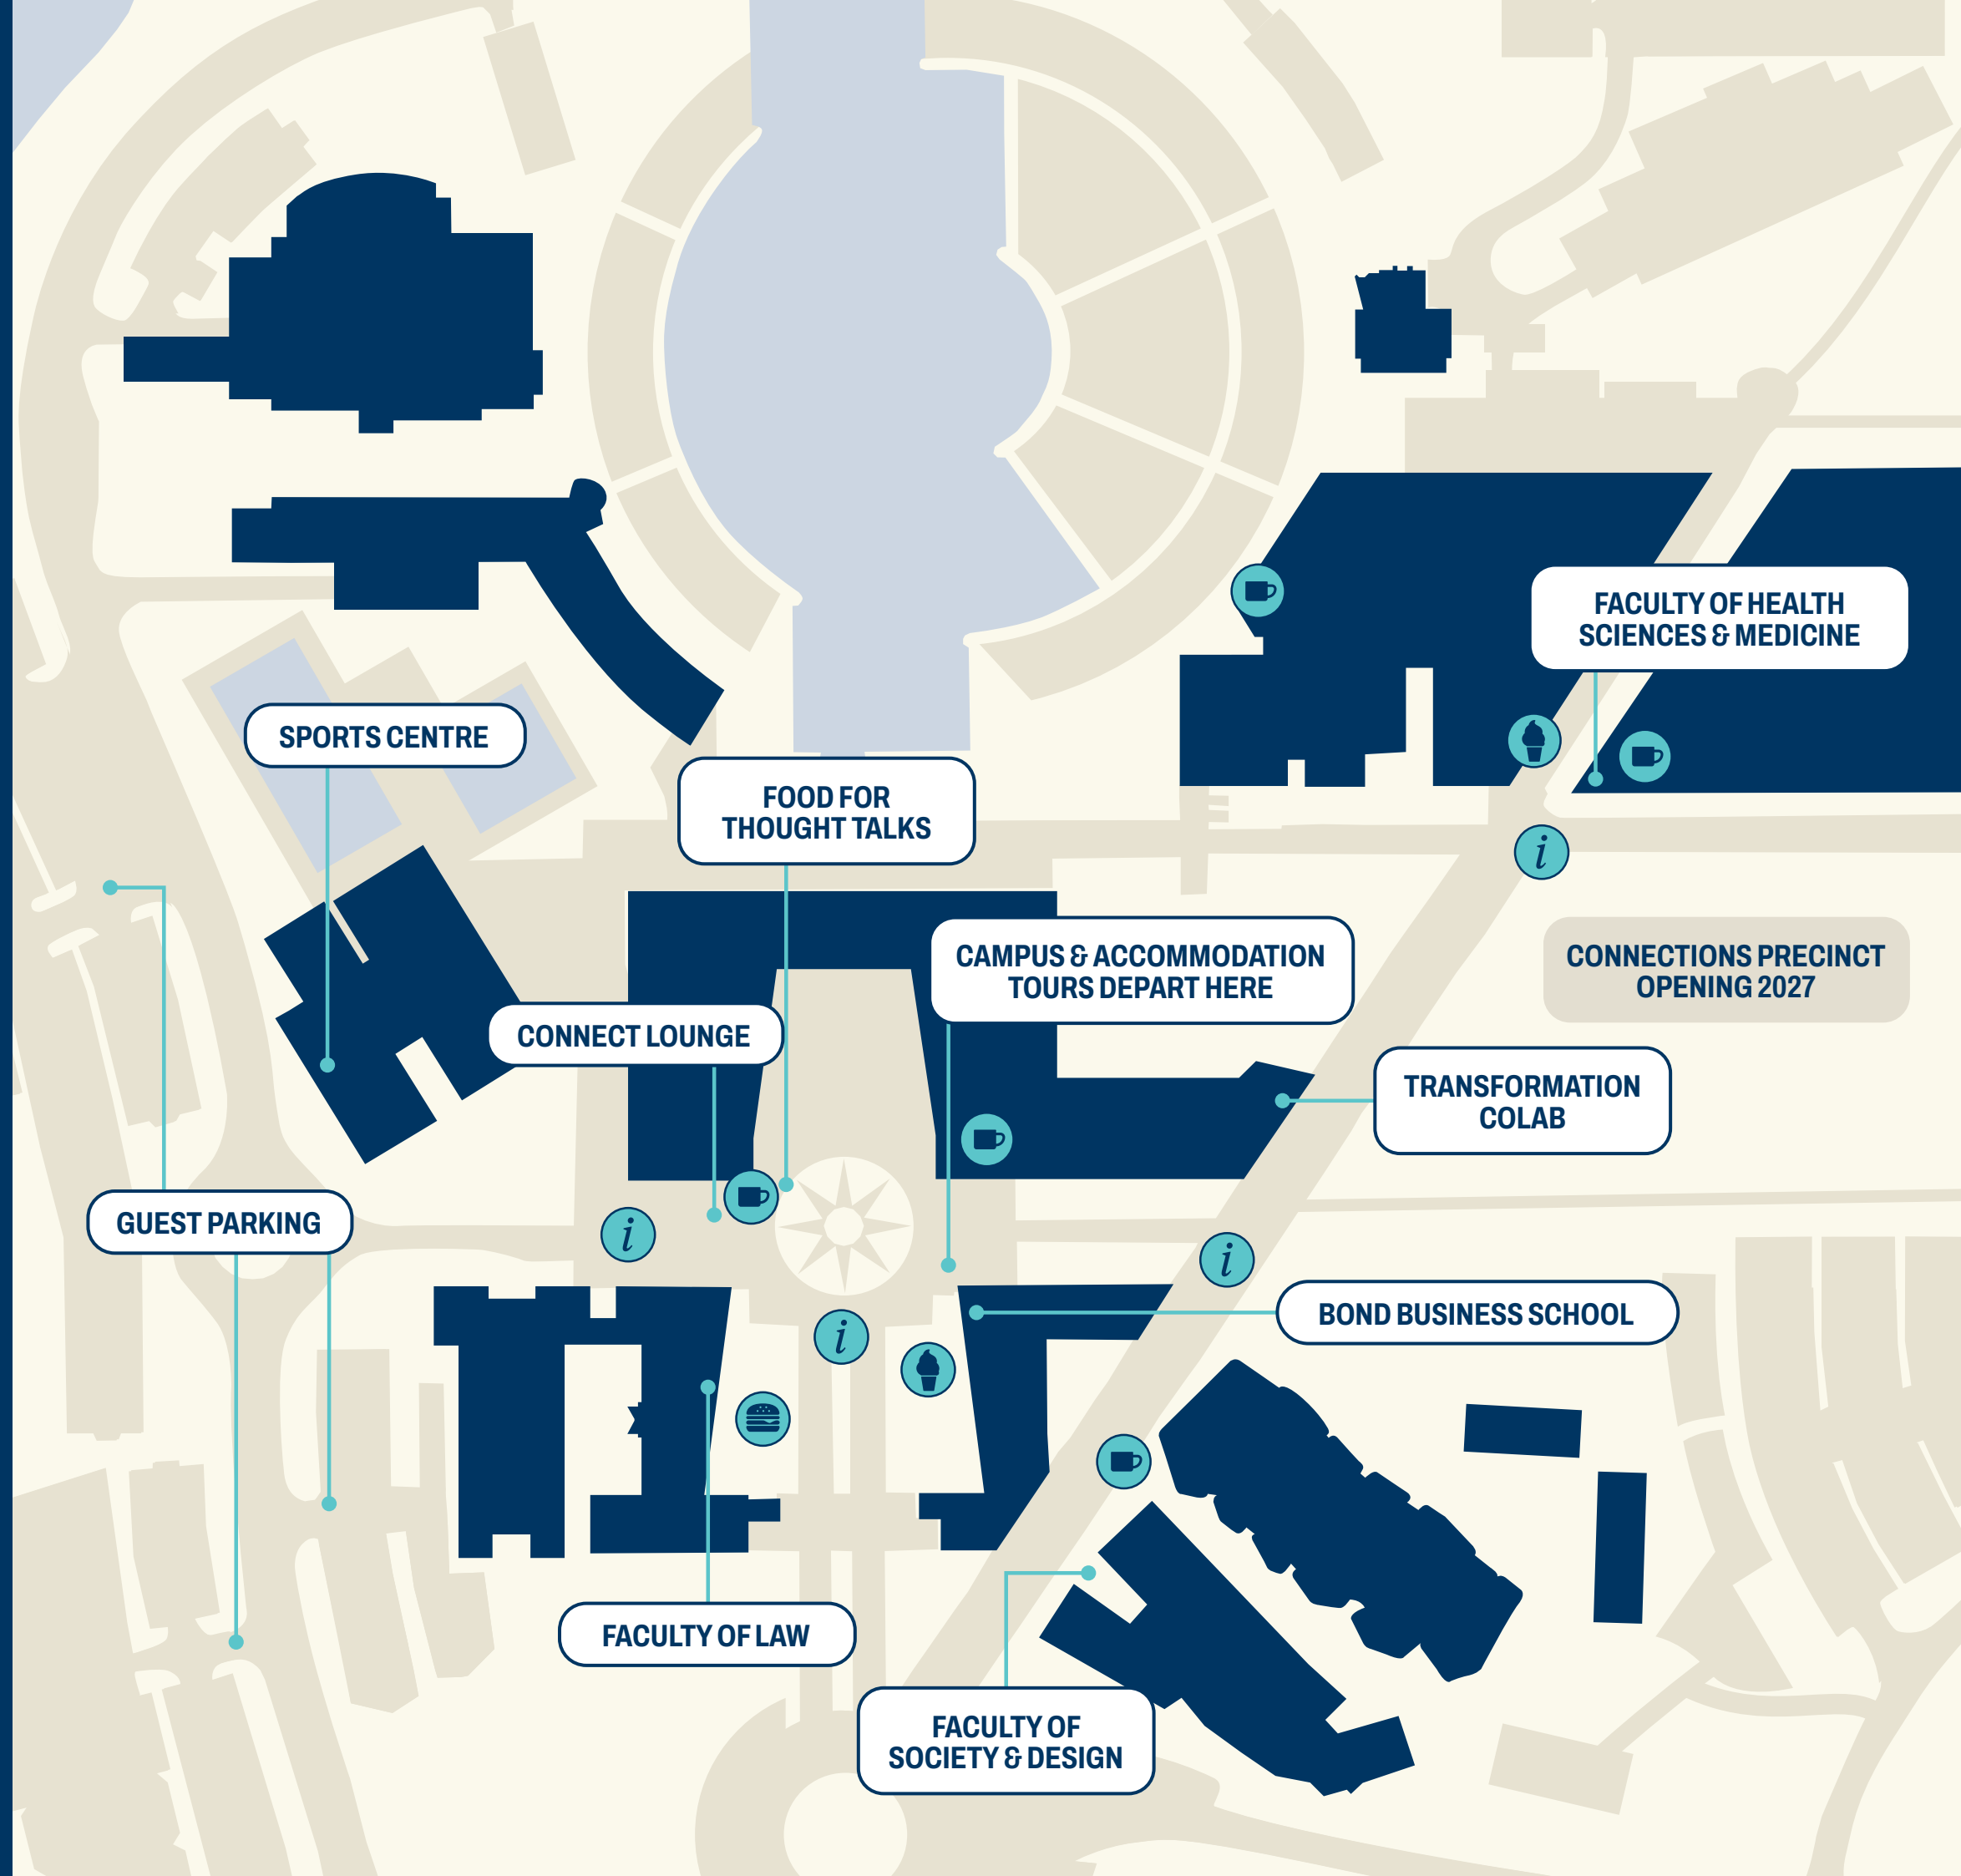 FACULTY OF HEALTH
SCIENCES & MEDICINE
SPORTS CENTRE
FOOD FOR
THOUGHT TALKS
CAMPUS & ACCOMMODATION
TOURS DEPART HERE
CONNECTIONS PRECINCT
OPENING 2027
CONNECT LOUNGE
TRANSFORMATION
COLAB
GUEST PARKING
i
i
i
i
BOND BUSINESS SCHOOL
FACULTY OF LAW
FACULTY OF
SOCIETY & DESIGN